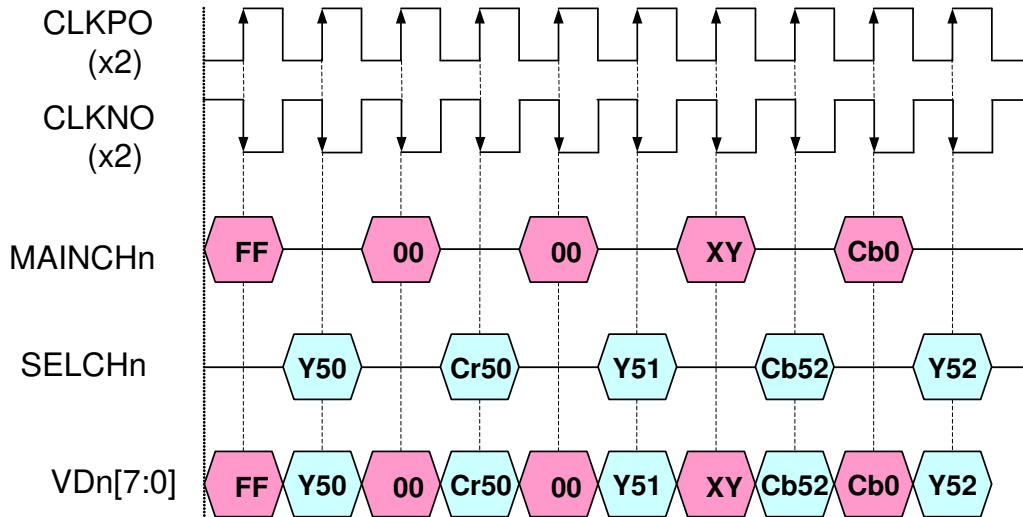 CLKPO
(x2)
CLKNO
(x2)
MAINCHn FF 00 00 XY Cb0
SELCHn Y50 Cr50 Y51 Cb52 Y52
VDn[7:0] FF Y50 00 Cr50 00 Y51 XY Cb52 Cb0 Y52